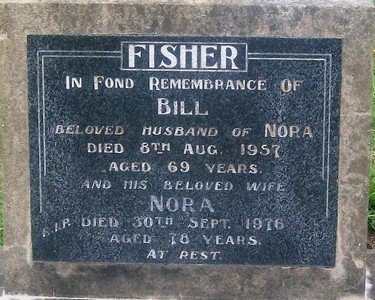 FISHER
IN FOND REMEMBRANCE OF
BILL
BELOVED HUSBAND OF NORA
DIED 8TH AUG. 1957
AGED 69 YEARS.
AND HIS BELOVED WIFE
NORA
R.I.P. DIED 30TH SEPT. 1976
AGED 78 YEARS.
AT REST.